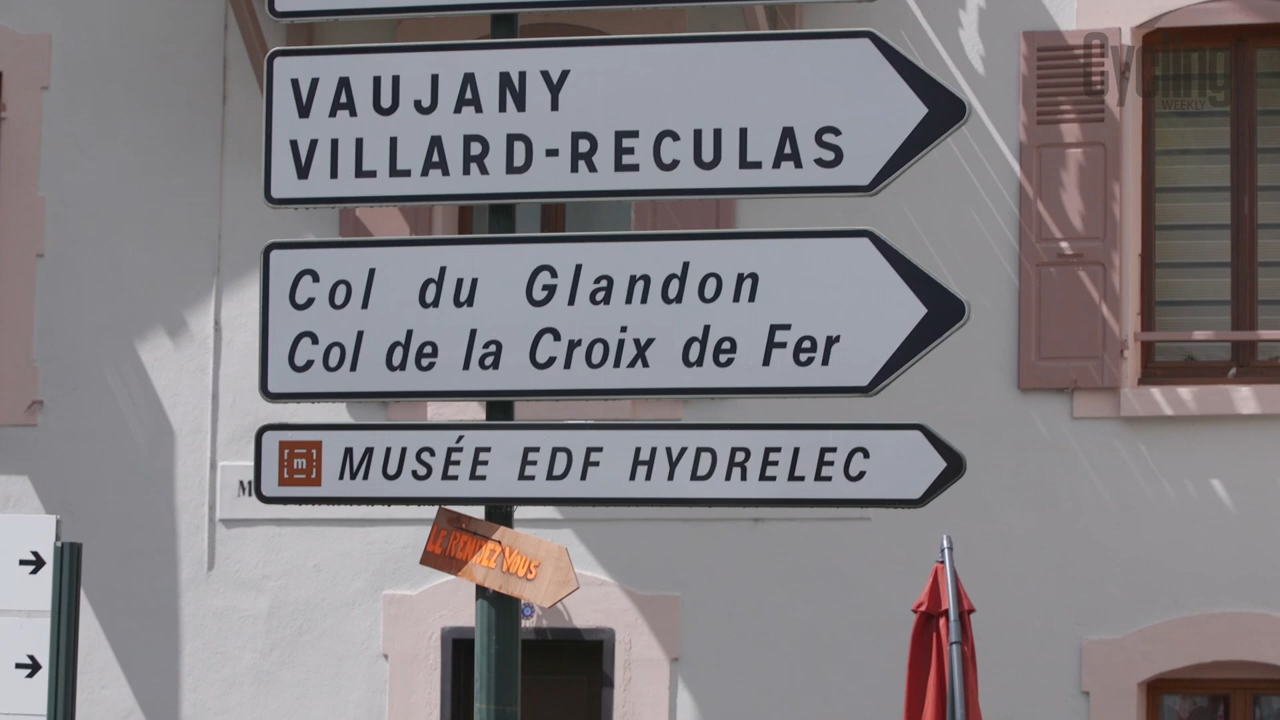 Cycling
WEEKLY
VAUJANY
VILLARD-RECULAS
Col du Glandon
Col de la Croix de Fer
m MUSÉE EDF HYDRELEC
LE RENDEZ VOUS